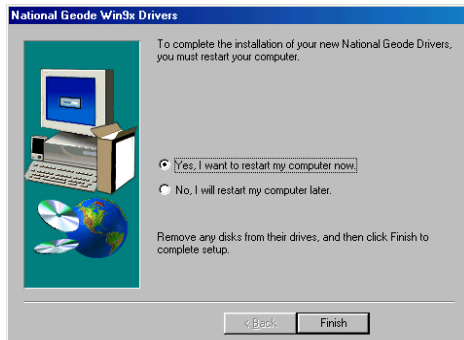 National Geode Win9x Drivers
To complete the installation of your new National Geode Drivers,
you must restart your computer.
Yes, I want to restart my computer now.
No, I will restart my computer later.
Remove any disks from their drives, and then click Finish to
complete setup.
< Back
Finish